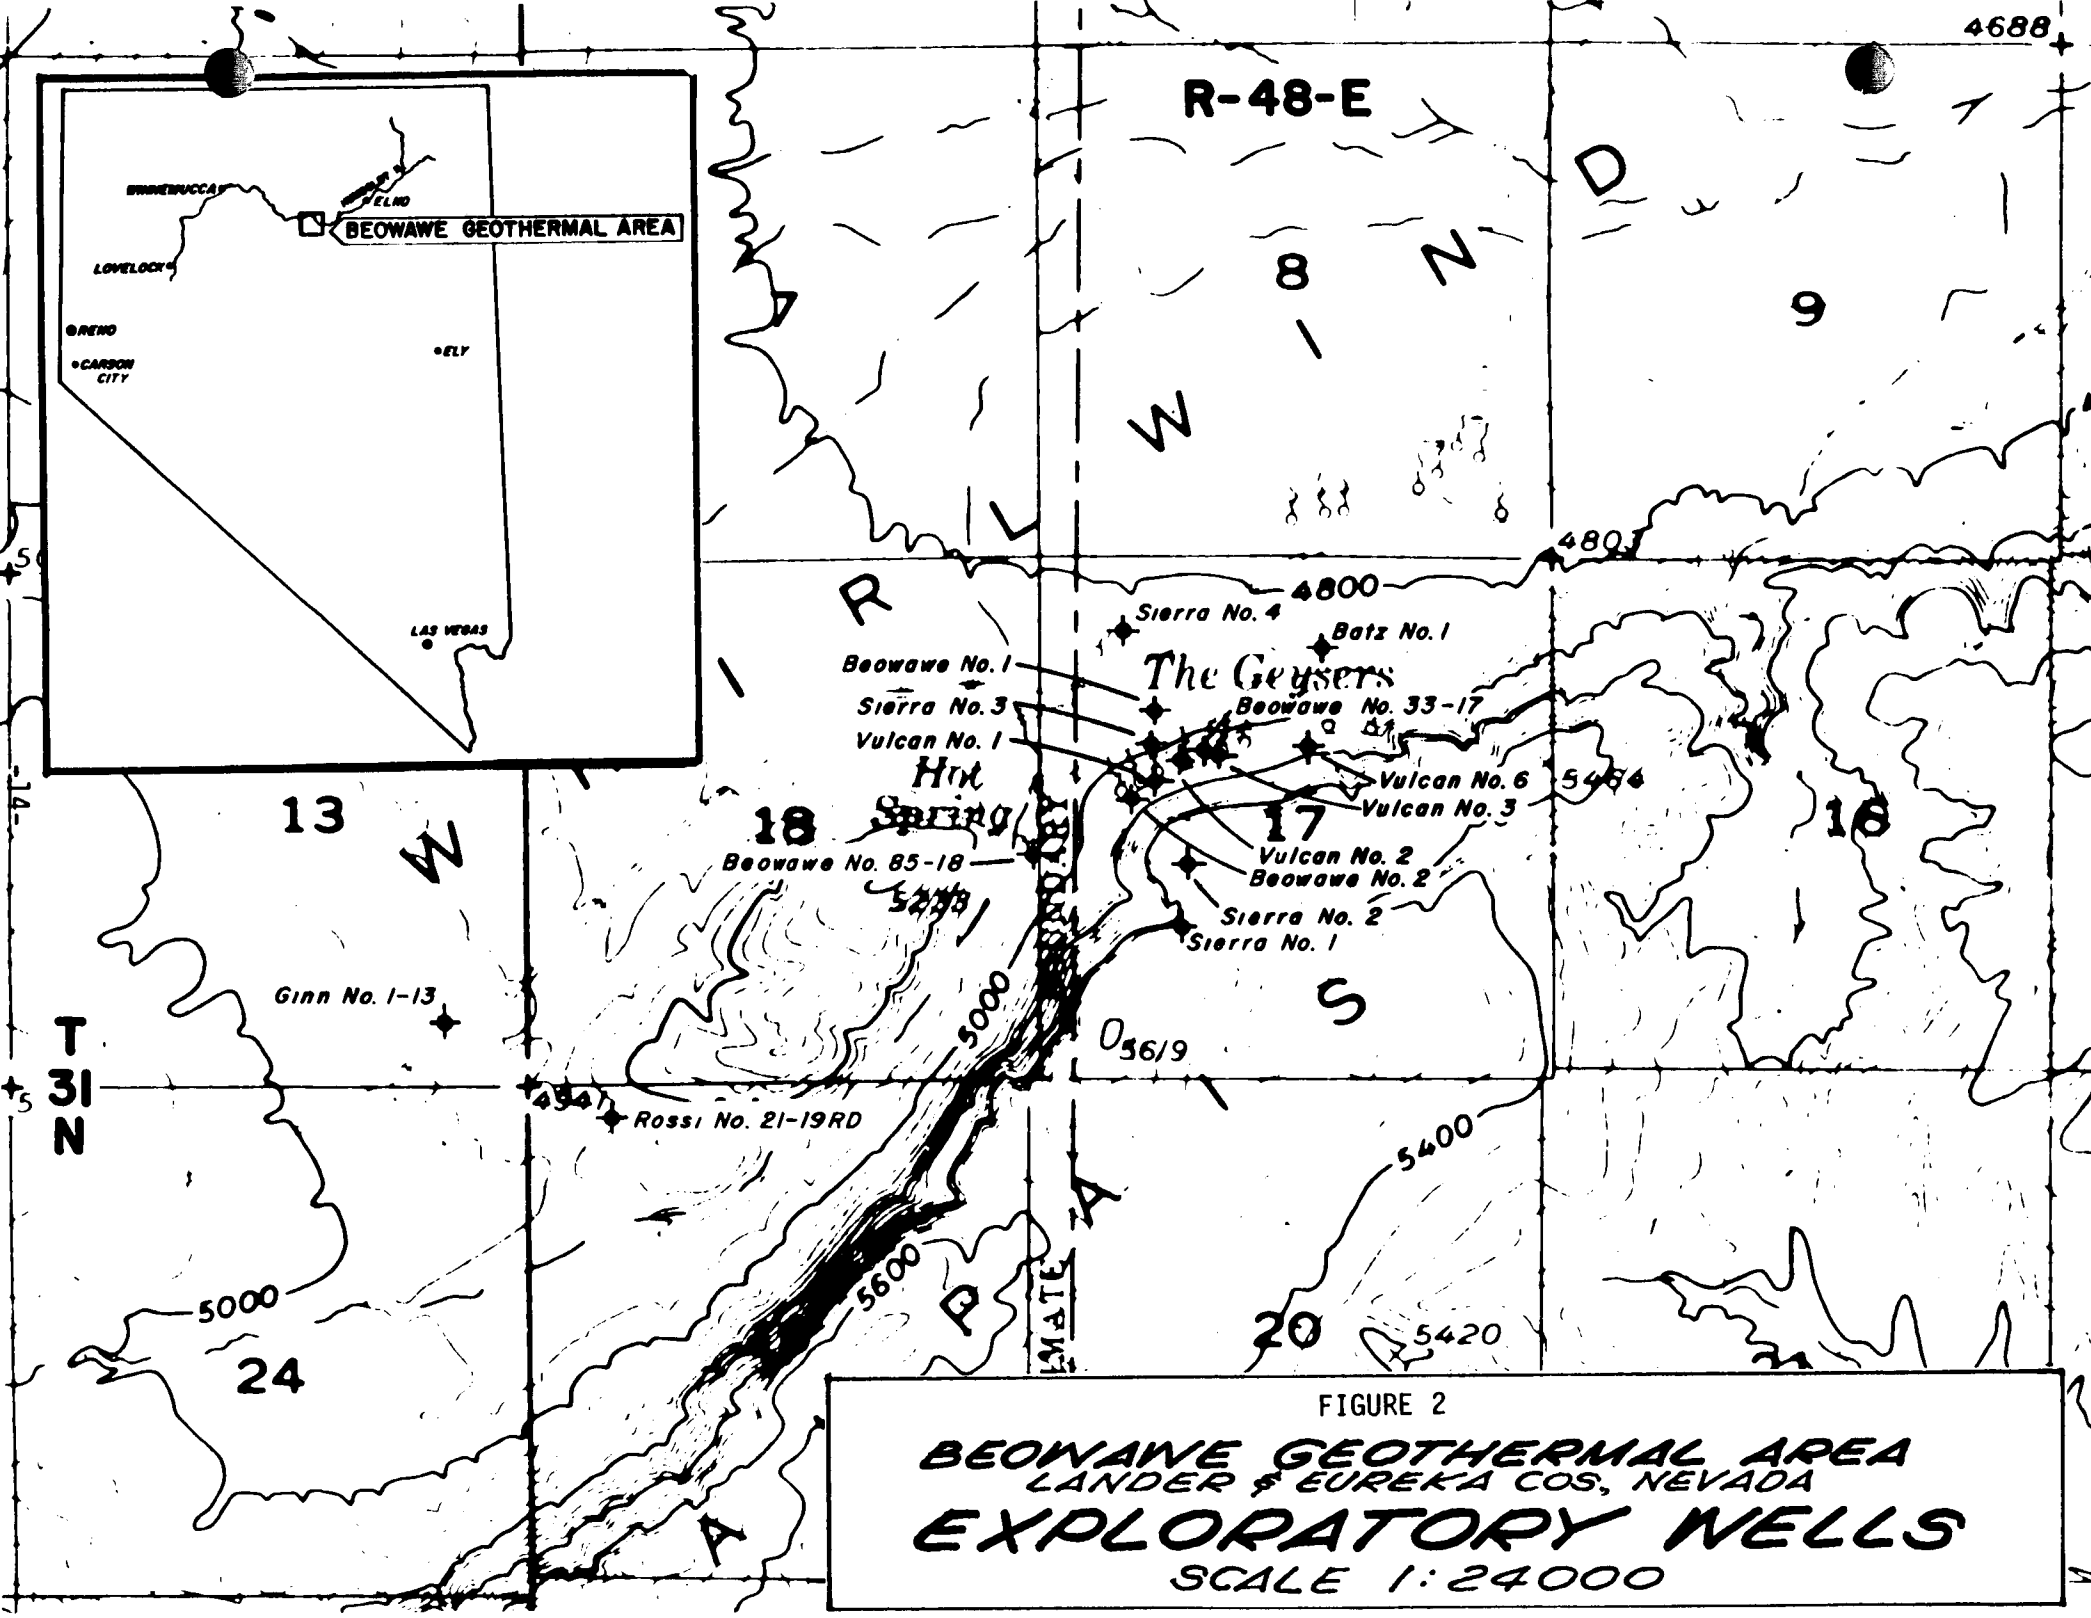 4688
R-48-E
WINNEMUCCA
ELKO
BEOWAWE GEOTHERMAL AREA
LOVELOCK
RENO
CARSON
CITY
ELY
LAS VEGAS
D
N
I
W
L
R
I
W
8
9
4803
4800
Sierra No. 4
Batz No. 1
Beowawe No. 1
The Geysers
Sierra No. 3
Beowawe No. 33-17
Vulcan No. 1
Hot
Spring
Vulcan No. 6
5464
Vulcan No. 3
13
18
17
16
Vulcan No. 2
Beowawe No. 85-18
Beowawe No. 2
Sierra No. 2
Sierra No. 1
Ginn No. 1-13
5000
S
5619
T
31
N
Rossi No. 21-19RD
I
5400
A
5600
P
5000
20
5420
24
A
FIGURE 2
BEOWAWE GEOTHERMAL AREA
LANDER & EUREKA COS, NEVADA
EXPLORATORY WELLS
SCALE 1:24000